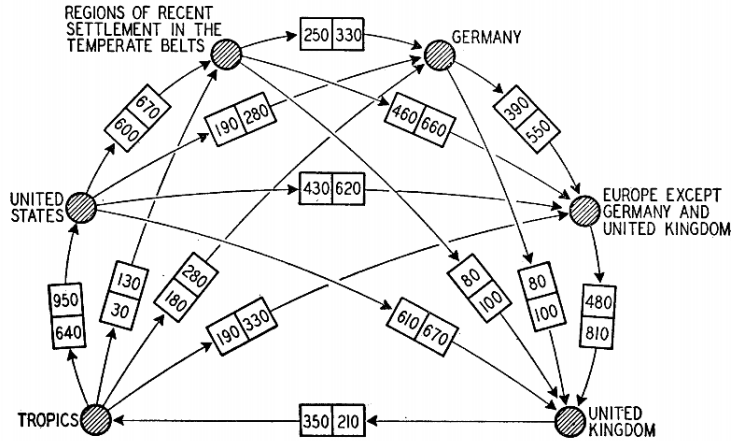 REGIONS OF RECENT
SETTLEMENT IN THE
TEMPERATE BELTS
250 330
GERMANY
670
600
190 280
460 660
390
550
UNITED
STATES
430 620
EUROPE EXCEPT
GERMANY AND
UNITED KINGDOM
950
640
130
30
280
180
190 330
610 670
80
100
80
100
480
810
TROPICS
350 210
UNITED
KINGDOM